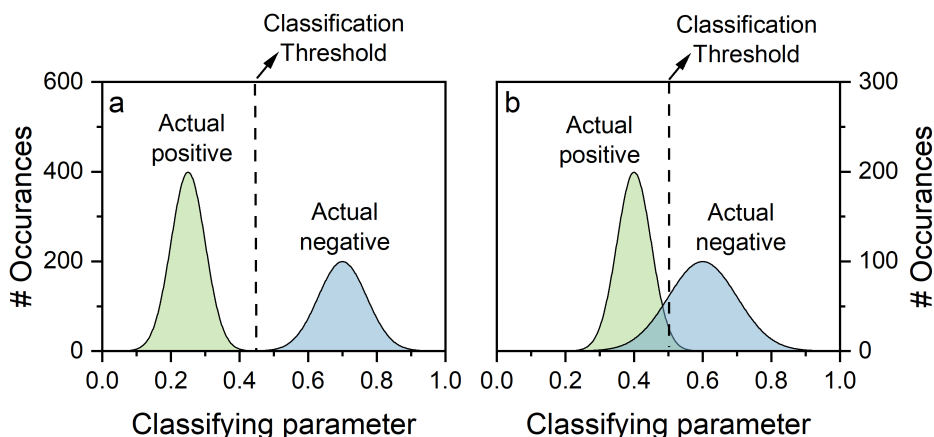 Classification
Threshold
Classification
Threshold
600
400
200
0
# Occurances
a
Actual
positive
Actual
negative
0.0 0.2 0.4 0.6 0.8 1.0
Classifying parameter
b
Actual
positive
Actual
negative
300
200
100
0
# Occurances
0.0 0.2 0.4 0.6 0.8 1.0
Classifying parameter